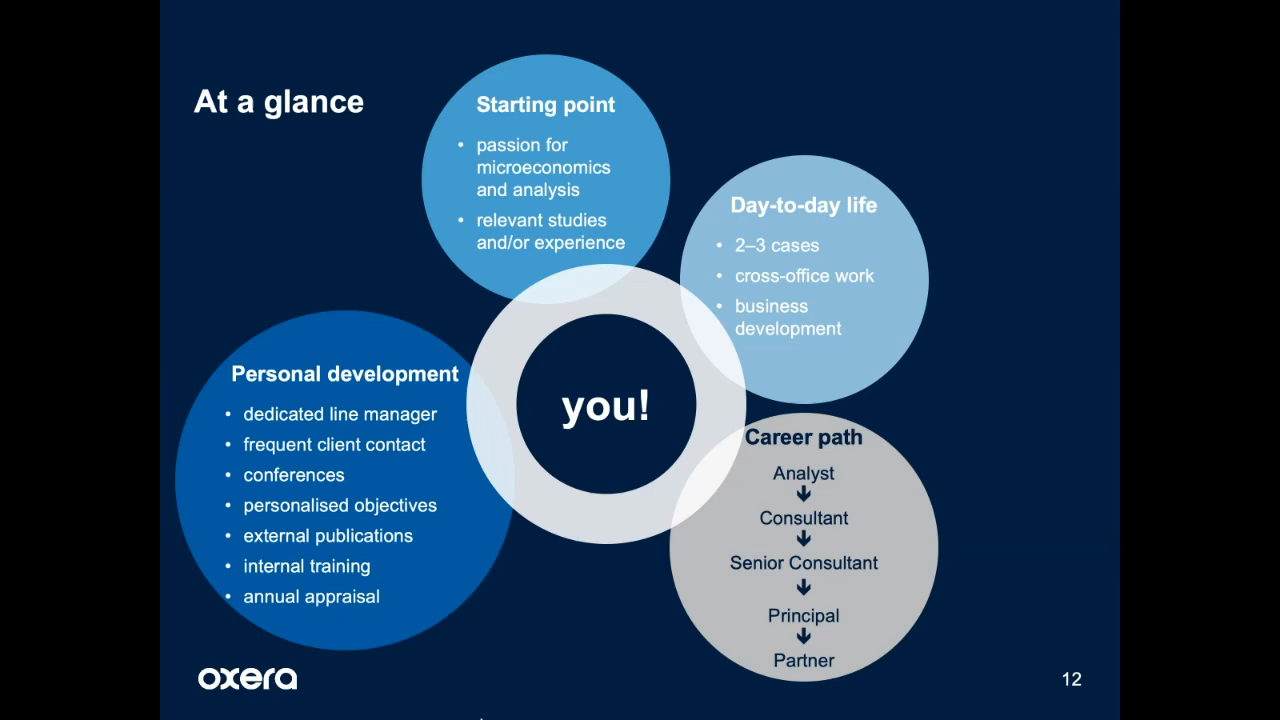 At a glance
Starting point
• passion for
microeconomics
and analysis
• relevant studies
and/or experience
Day-to-day life
• 2–3 cases
• cross-office work
• business
development
you!
Personal development
• dedicated line manager
• frequent client contact
• conferences
• personalised objectives
• external publications
• internal training
• annual appraisal
Career path
Analyst
Consultant
Senior Consultant
Principal
Partner
oxera
12